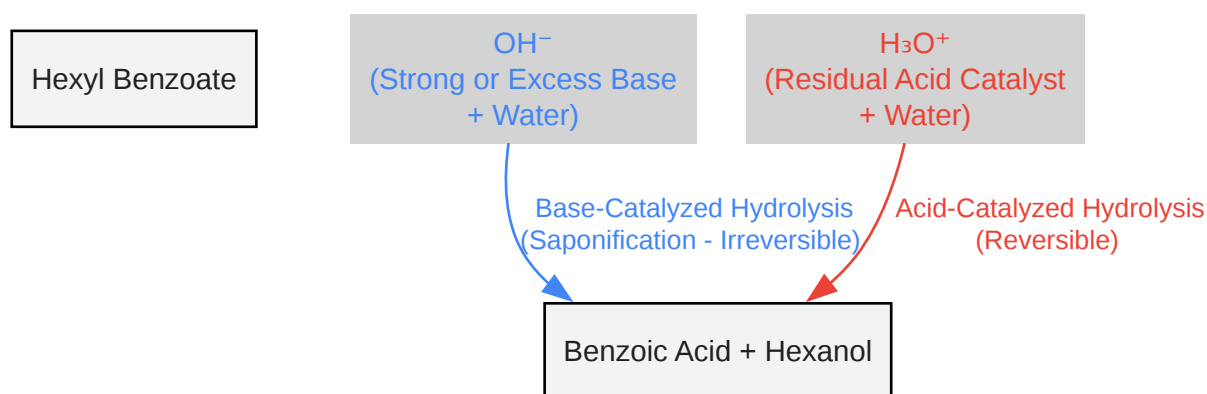 Hexyl Benzoate
OH⁻
(Strong or Excess Base
+ Water)
H₃O⁺
(Residual Acid Catalyst
+ Water)
Base-Catalyzed Hydrolysis
(Saponification - Irreversible)
Acid-Catalyzed Hydrolysis
(Reversible)
Benzoic Acid + Hexanol